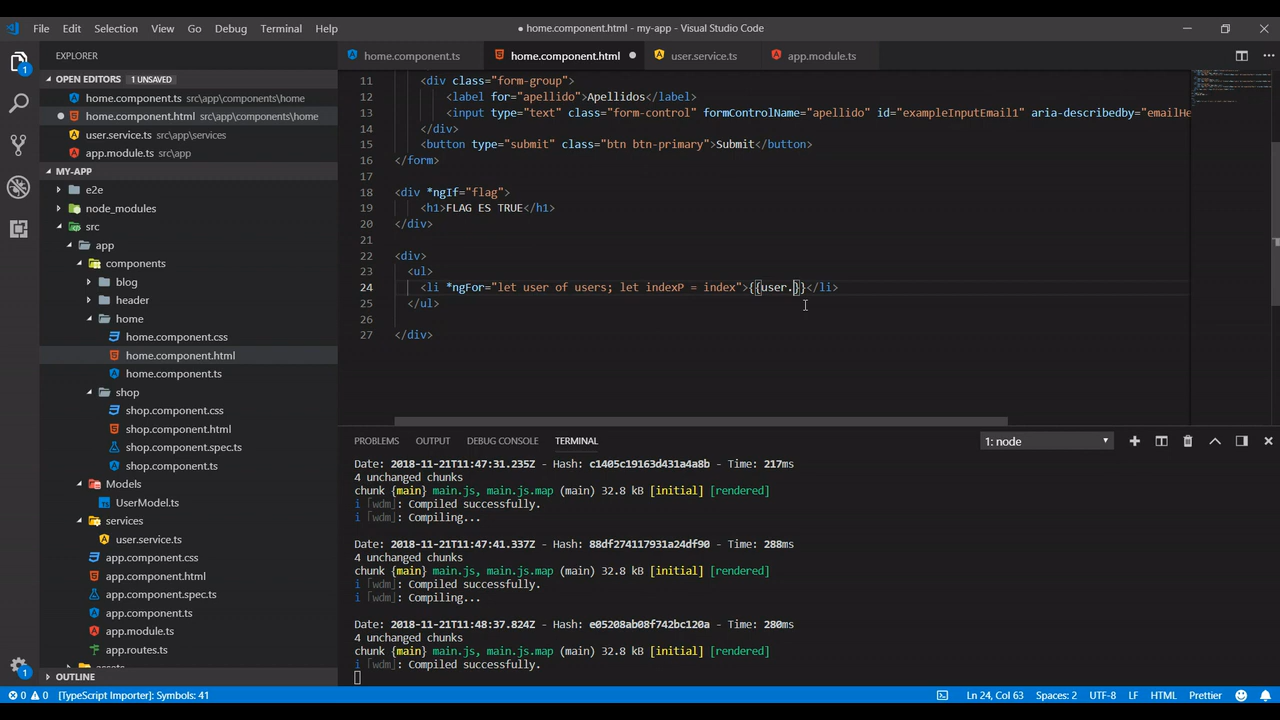 File Edit Selection View Go Debug Terminal Help
● home.component.html - my-app - Visual Studio Code
EXPLORER
OPEN EDITORS 1 UNSAVED
home.component.ts src\app\components\home
home.component.html src\app\components\home
user.service.ts src\app\services
app.module.ts src\app
MY-APP
e2e
node_modules
src
app
components
blog
header
home
home.component.css
home.component.html
home.component.ts
shop
shop.component.css
shop.component.html
shop.component.spec.ts
shop.component.ts
Models
UserModel.ts
services
user.service.ts
app.component.css
app.component.html
app.component.spec.ts
app.component.ts
app.module.ts
app.routes.ts
assets
OUTLINE
home.component.ts home.component.html user.service.ts app.module.ts
11 <div class="form-group">
12 <label for="apellido">Apellidos</label>
13 <input type="text" class="form-control" formControlName="apellido" id="exampleInputEmail1" aria-describedby="emailHe
14 </div>
15 <button type="submit" class="btn btn-primary">Submit</button>
16 </form>
17
18 <div *ngIf="flag">
19 <h1>FLAG ES TRUE</h1>
20 </div>
21
22 <div>
23 <ul>
24 <li *ngFor="let user of users; let indexP = index">{{user.}}</li>
25 </ul>
26
27 </div>
PROBLEMS OUTPUT DEBUG CONSOLE TERMINAL 1: node
Date: 2018-11-21T11:47:31.235Z - Hash: c1405c19163d431a4a8b - Time: 217ms
4 unchanged chunks
chunk {main} main.js, main.js.map (main) 32.8 kB [initial] [rendered]
i ｢wdm｣: Compiled successfully.
i ｢wdm｣: Compiling...
Date: 2018-11-21T11:47:41.337Z - Hash: 88df274117931a24df90 - Time: 288ms
4 unchanged chunks
chunk {main} main.js, main.js.map (main) 32.8 kB [initial] [rendered]
i ｢wdm｣: Compiled successfully.
i ｢wdm｣: Compiling...
Date: 2018-11-21T11:48:37.824Z - Hash: e05208ab08f742bc120a - Time: 280ms
4 unchanged chunks
chunk {main} main.js, main.js.map (main) 32.8 kB [initial] [rendered]
i ｢wdm｣: Compiled successfully.
1
1
0 0 [TypeScript Importer]: Symbols: 41
Ln 24, Col 63 Spaces: 2 UTF-8 LF HTML Prettier 1